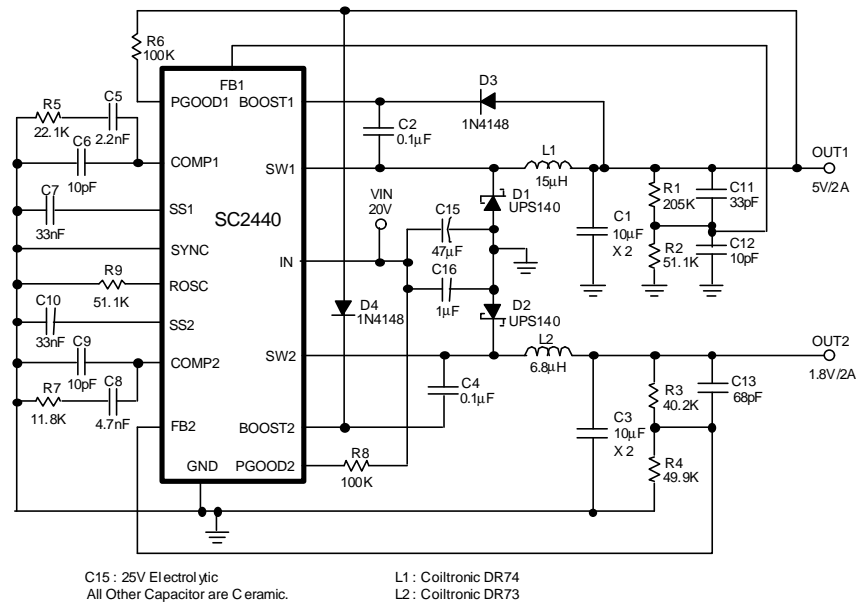 R6
100K
FB1
D3
PGOOD1
BOOST1
1N4148
R5
C5
22.1K
2.2nF
C2
0.1µF
C6
10pF
COMP1
SW1
L1
15µH
OUT1
5V/2A
C7
33nF
SS1
VIN
20V
D1
UPS140
R1
205K
C11
33pF
SC2440
C15
47µF
C1
10µF
X 2
SYNC
R2
51.1K
C12
10pF
R9
51.1K
ROSC
IN
C16
1µF
C10
33nF
SS2
D4
1N4148
D2
UPS140
C9
10pF
COMP2
SW2
L2
6.8µH
OUT2
1.8V/2A
R7
11.8K
C8
4.7nF
C4
0.1µF
R3
40.2K
C13
68pF
FB2
BOOST2
C3
10µF
X 2
GND
PGOOD2
R8
100K
R4
49.9K
C15 : 25V Electrolytic
L1 : Coiltronic DR74
All Other Capacitor are Ceramic.
L2 : Coiltronic DR73